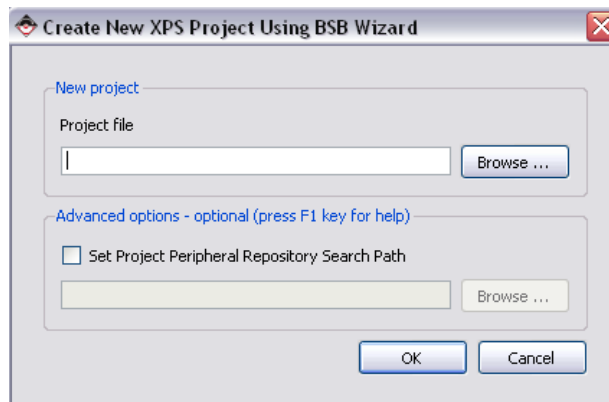 Create New XPS Project Using BSB Wizard
New project
Project file
Browse ...
Advanced options - optional (press F1 key for help)
Set Project Peripheral Repository Search Path
Browse ...
OK Cancel